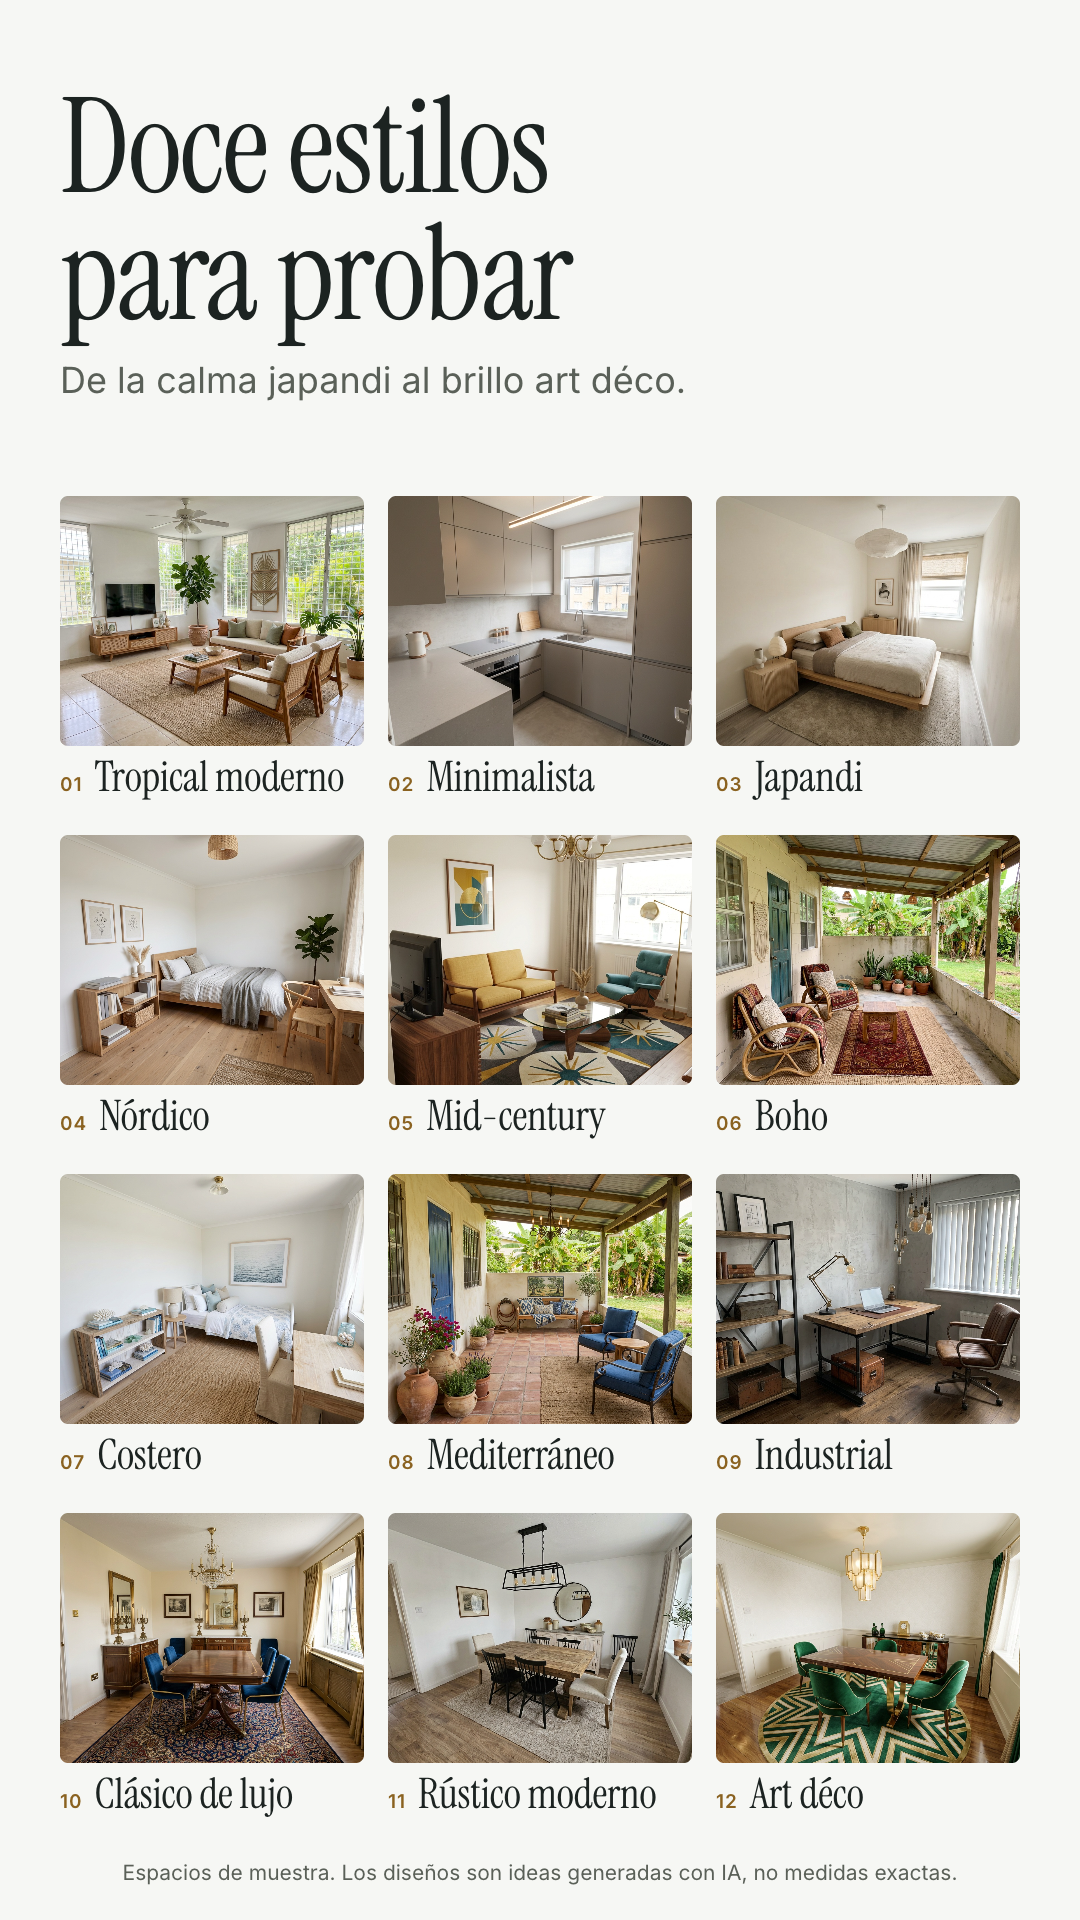 Doce estilos
para probar
De la calma japandi al brillo art déco.
01 Tropical moderno
02 Minimalista
03 Japandi
04 Nórdico
05 Mid-century
06 Boho
07 Costero
08 Mediterráneo
09 Industrial
10 Clásico de lujo
11 Rústico moderno
12 Art déco
Espacios de muestra. Los diseños son ideas generadas con IA, no medidas exactas.